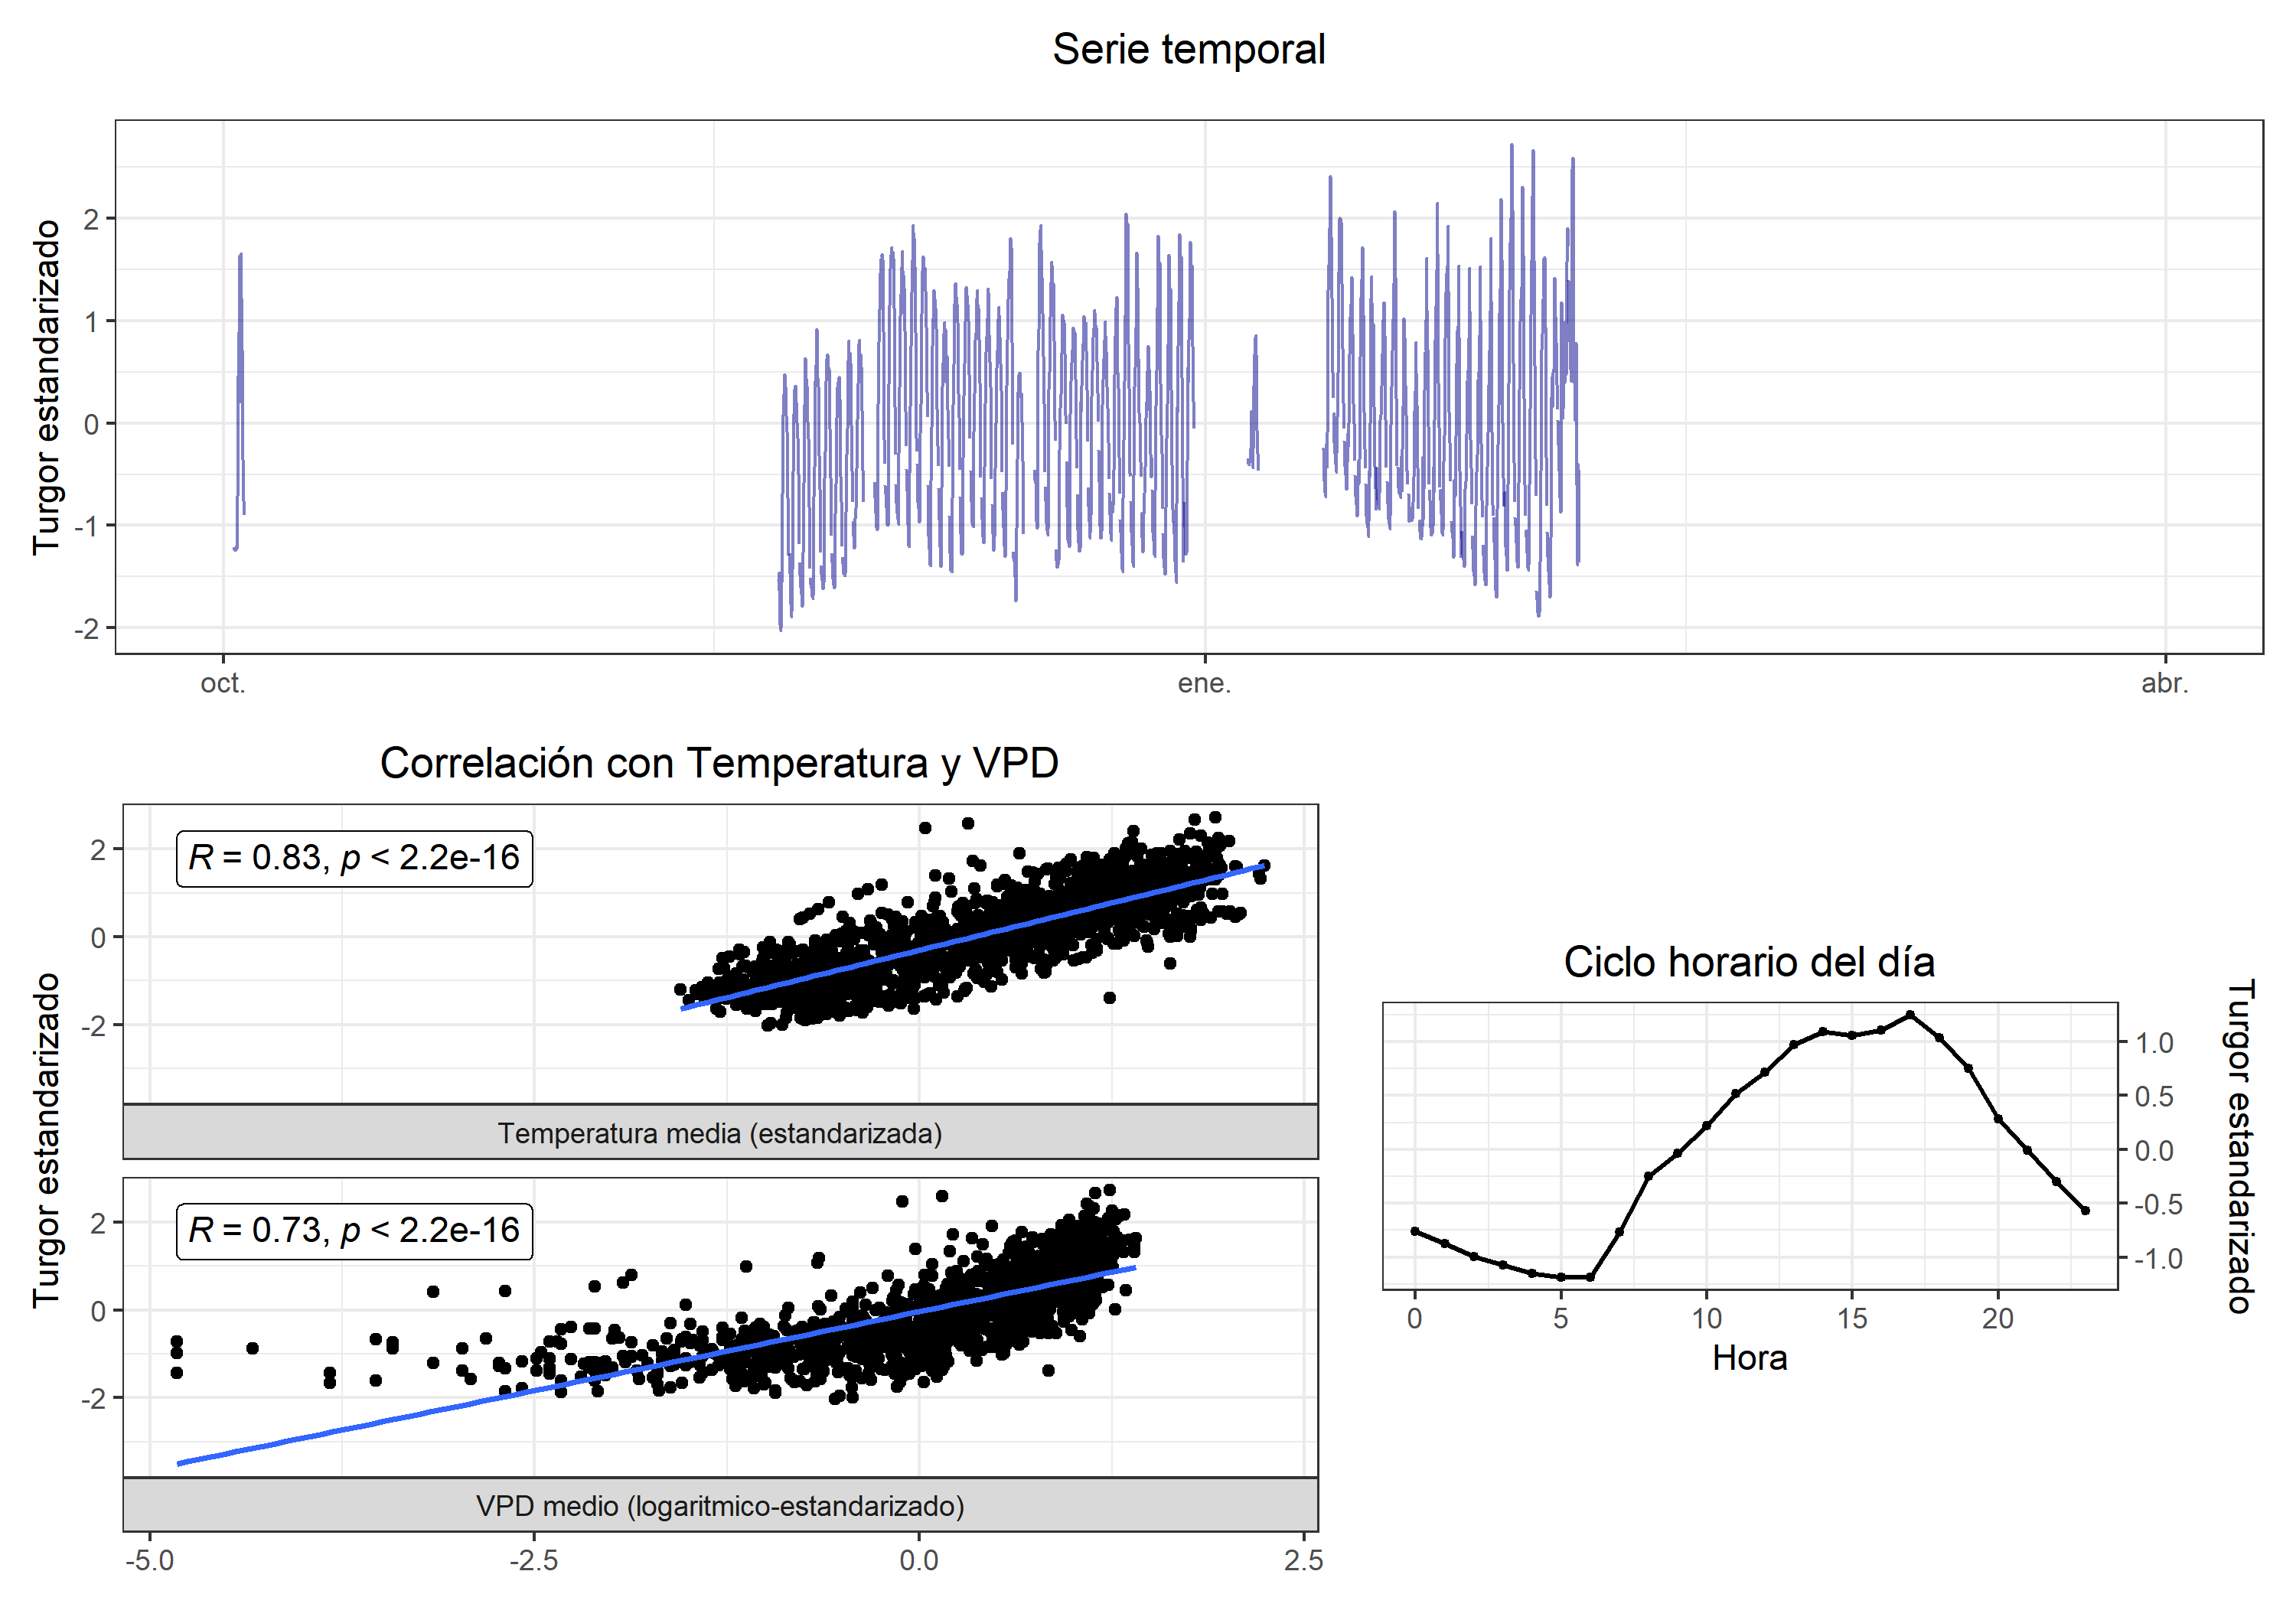 Serie temporal
Turgor estandarizado
2
1
0
-1
-2
oct.
ene.
abr.
Correlación con Temperatura y VPD
Turgor estandarizado
R = 0.83, p < 2.2e-16
2
0
-2
Temperatura media (estandarizada)
R = 0.73, p < 2.2e-16
2
0
-2
VPD medio (logaritmico-estandarizado)
-5.0
-2.5
0.0
2.5
Ciclo horario del día
1.0
0.5
0.0
-0.5
-1.0
Turgor estandarizado
0
5
10
15
20
Hora